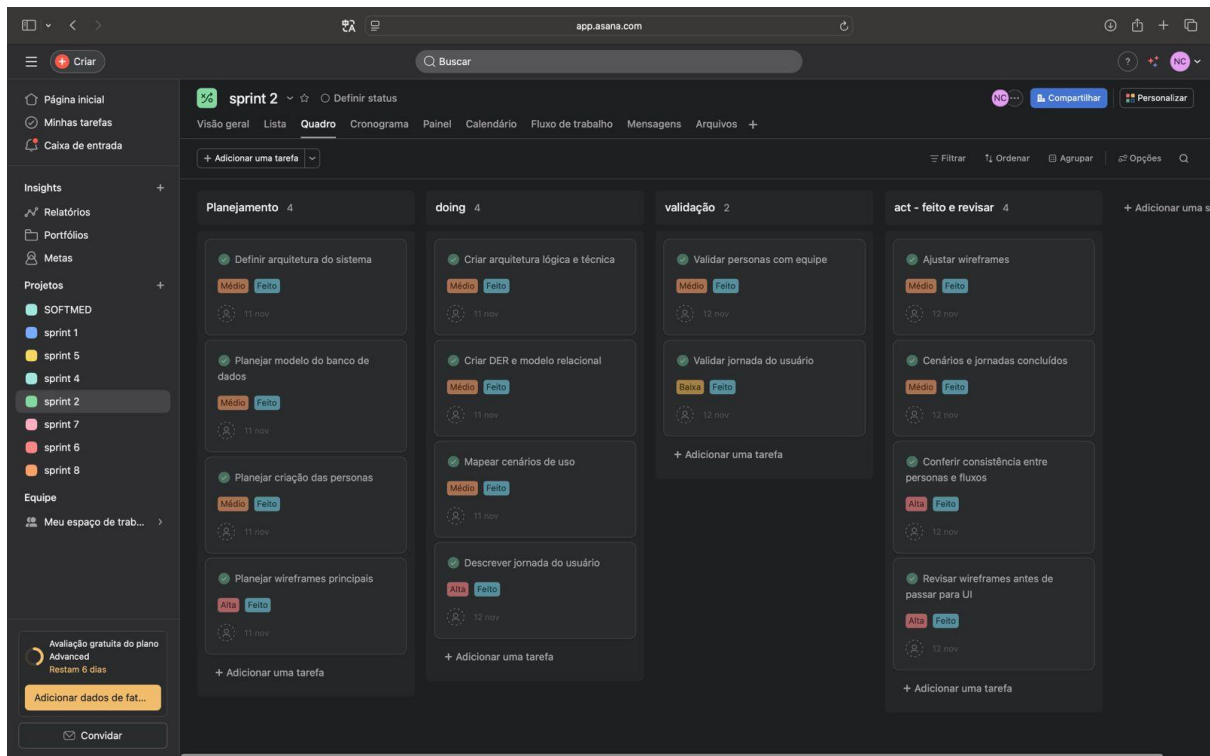 app.asana.com
Criar
Buscar
?
NC
Página inicial
Minhas tarefas
Caixa de entrada
Insights +
Relatórios
Portfólios
Metas
Projetos +
SOFTMED
sprint 1
sprint 5
sprint 4
sprint 2
sprint 7
sprint 6
sprint 8
Equipe
Meu espaço de trab...
Avaliação gratuita do plano
Advanced
Restam 6 dias
Adicionar dados de fat...
Convidar
sprint 2 Definir status
NC ... Compartilhar Personalizar
Visão geral Lista Quadro Cronograma Painel Calendário Fluxo de trabalho Mensagens Arquivos +
+ Adicionar uma tarefa
Filtrar Ordenar Agrupar Opções
Planejamento 4
Definir arquitetura do sistema
Médio Feito
11 nov
Planejar modelo do banco de
dados
Médio Feito
11 nov
Planejar criação das personas
Médio Feito
11 nov
Planejar wireframes principais
Alta Feito
11 nov
+ Adicionar uma tarefa
doing 4
Criar arquitetura lógica e técnica
Médio Feito
11 nov
Criar DER e modelo relacional
Médio Feito
11 nov
Mapear cenários de uso
Médio Feito
11 nov
Descrever jornada do usuário
Alta Feito
12 nov
+ Adicionar uma tarefa
validação 2
Validar personas com equipe
Médio Feito
12 nov
Validar jornada do usuário
Baixa Feito
12 nov
+ Adicionar uma tarefa
act - feito e revisar 4
Ajustar wireframes
Médio Feito
12 nov
Cenários e jornadas concluídos
Médio Feito
12 nov
Conferir consistência entre
personas e fluxos
Alta Feito
12 nov
Revisar wireframes antes de
passar para UI
Alta Feito
12 nov
+ Adicionar uma tarefa
+ Adicionar uma s